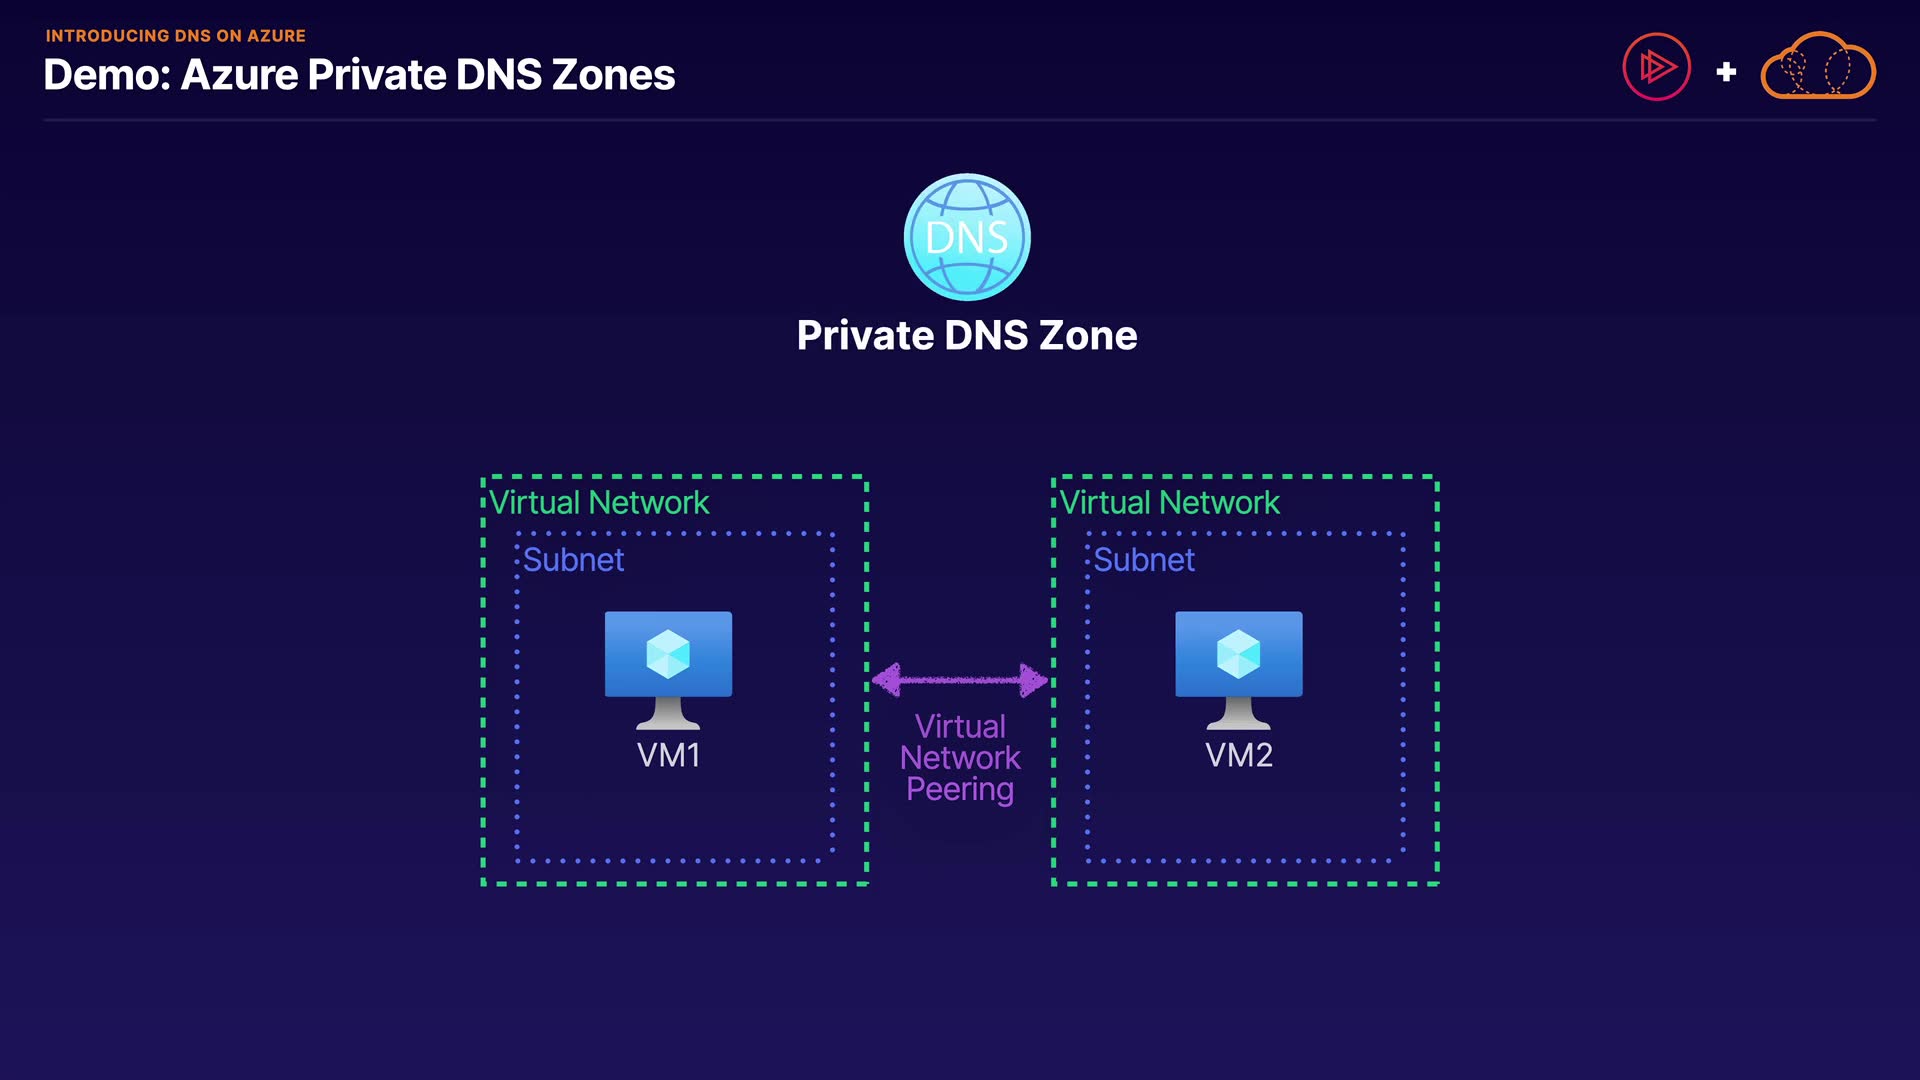 INTRODUCING DNS ON AZURE
Demo: Azure Private DNS Zones
+
DNS
Private DNS Zone
Virtual Network
Subnet
VM1
Virtual
Network
Peering
Virtual Network
Subnet
VM2